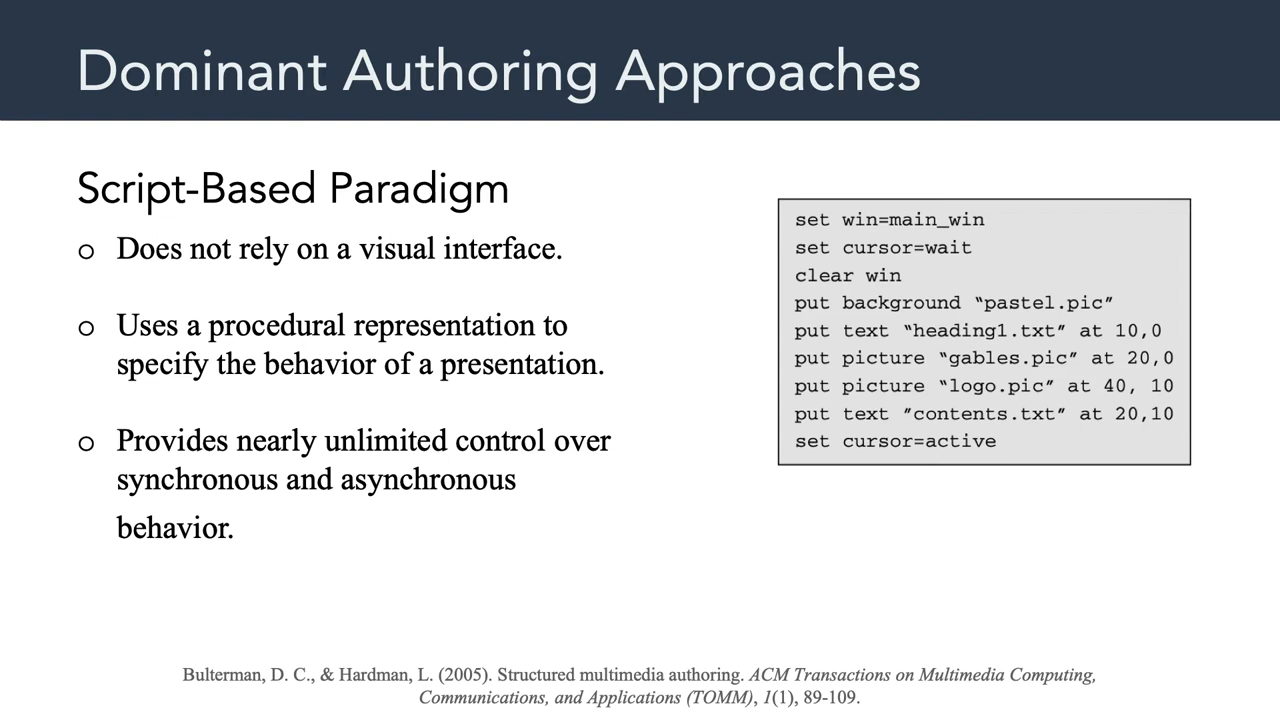 Dominant Authoring Approaches
Script-Based Paradigm
o Does not rely on a visual interface.
o Uses a procedural representation to
specify the behavior of a presentation.
o Provides nearly unlimited control over
synchronous and asynchronous
behavior.
set win=main_win
set cursor=wait
clear win
put background “pastel.pic”
put text “heading1.txt” at 10,0
put picture “gables.pic” at 20,0
put picture “logo.pic” at 40, 10
put text ”contents.txt” at 20,10
set cursor=active
Bulterman, D. C., & Hardman, L. (2005). Structured multimedia authoring. ACM Transactions on Multimedia Computing,
Communications, and Applications (TOMM), 1(1), 89-109.